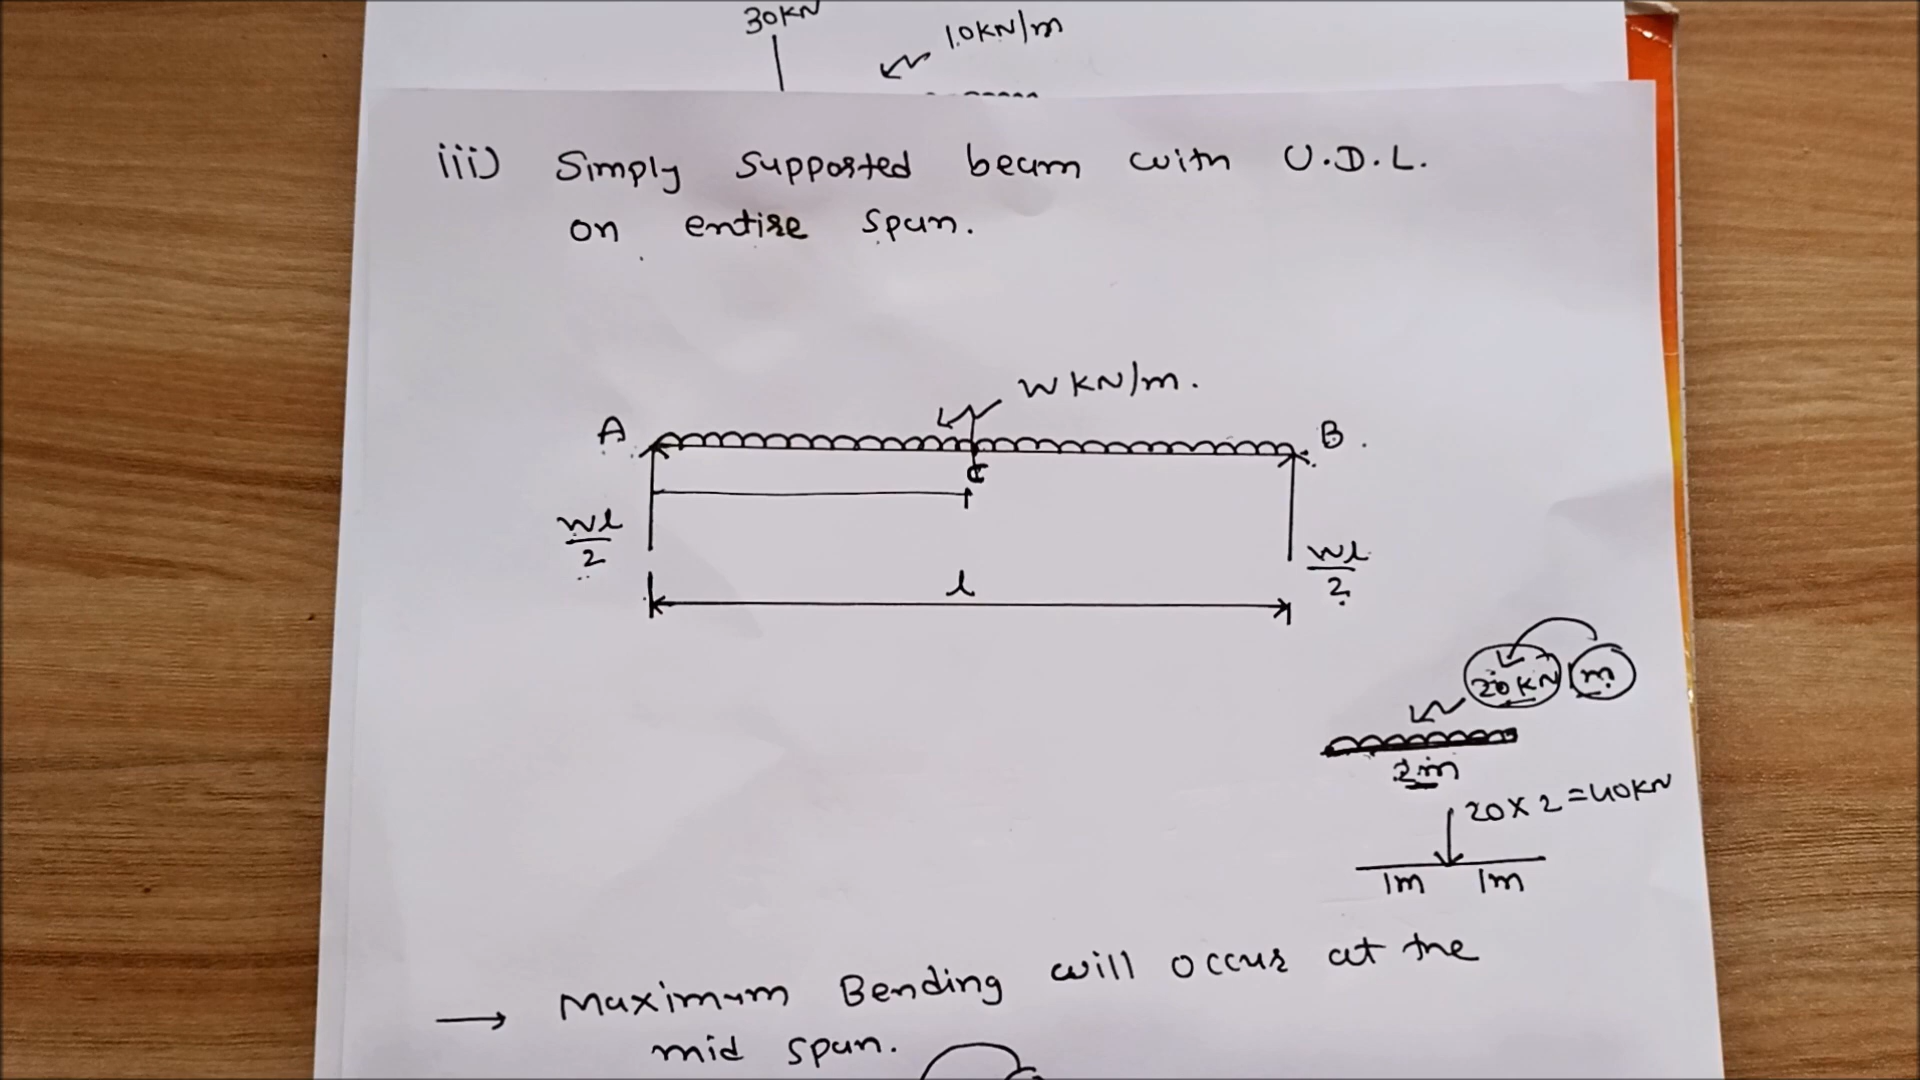 30KN
10KN/m
iii) Simply supported beam with U.D.L.
on entire span.
W KN/m.
A
B.
C
Wl/2
Wl/2
l
20KN/m
2m
20 X 2 = 40KN
1m 1m
→ Maximum Bending will occur at the
mid span.